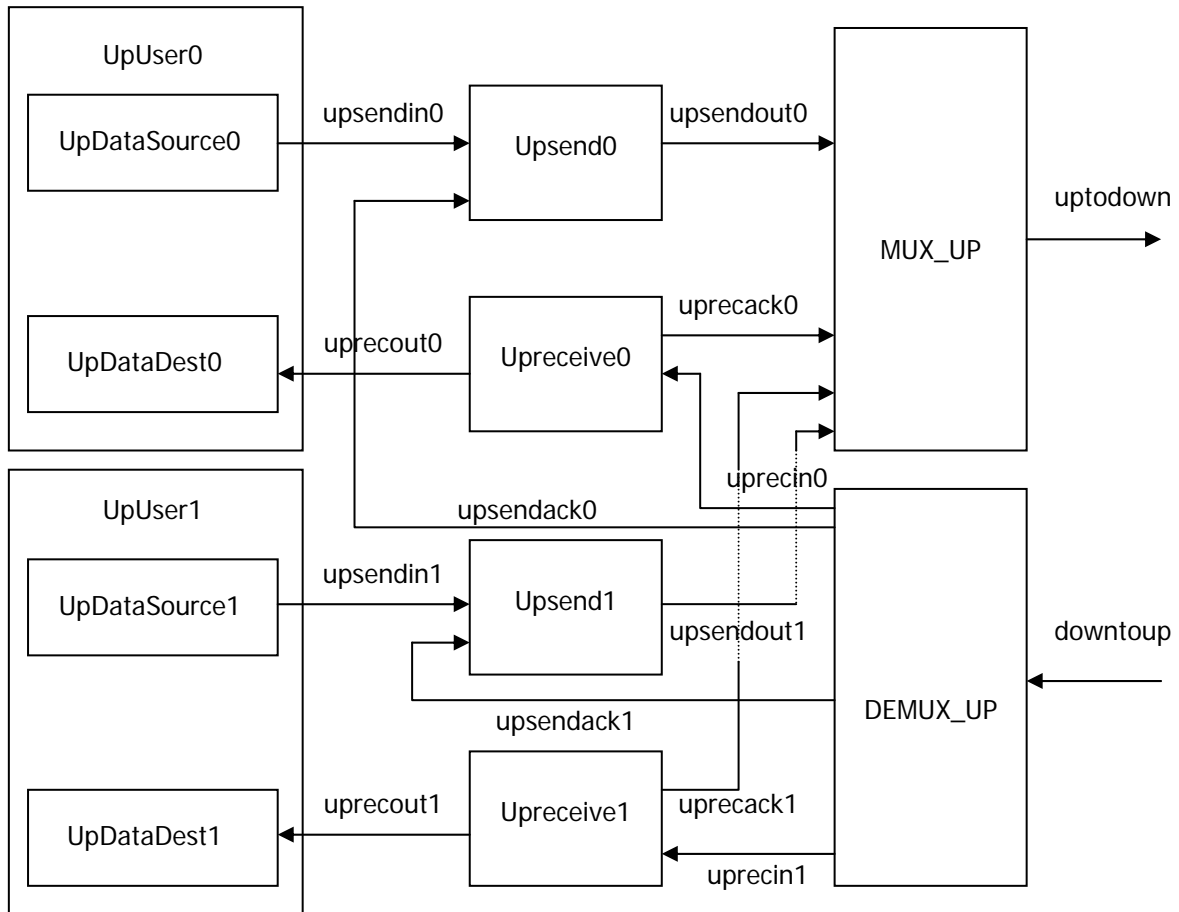 UpUser0
upsendin0
upsendout0
UpDataSource0
Upsend0
uptodown
MUX_UP
uprecack0
uprecout0
UpDataDest0
Upreceive0
uprecin0
UpUser1
upsendack0
upsendin1
UpDataSource1
Upsend1
upsendout1
downtoup
DEMUX_UP
upsendack1
uprecout1
uprecack1
UpDataDest1
Upreceive1
uprecin1